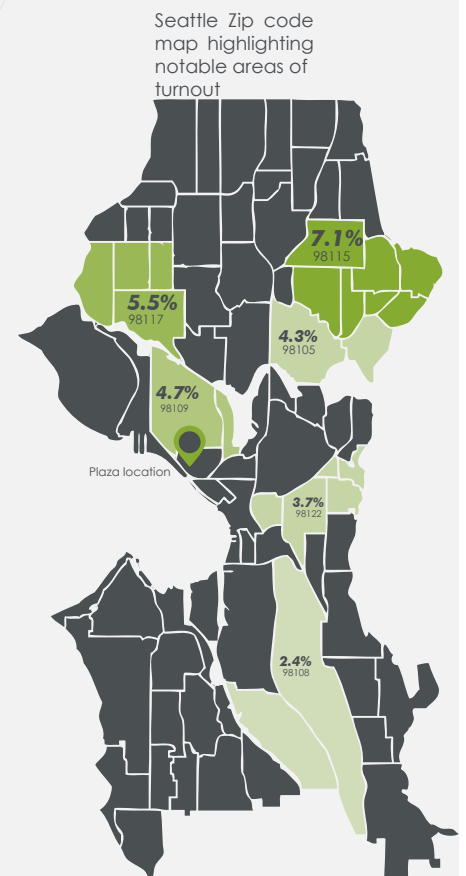 Seattle Zip code
map highlighting
notable areas of
turnout
7.1%
98115
5.5%
98117
4.3%
98105
4.7%
98109
Plaza location
3.7%
98122
2.4%
98108